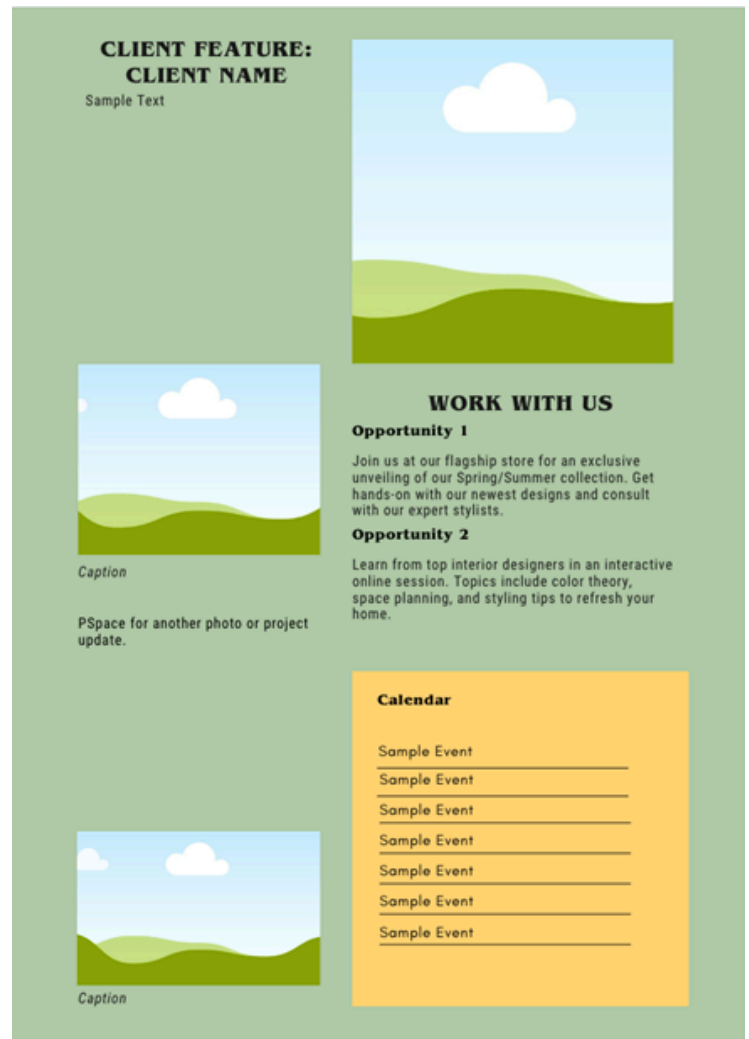 CLIENT FEATURE:
CLIENT NAME
Sample Text
Caption
PSpace for another photo or project
update.
Caption
WORK WITH US
Opportunity 1
Join us at our flagship store for an exclusive
unveiling of our Spring/Summer collection. Get
hands-on with our newest designs and consult
with our expert stylists.
Opportunity 2
Learn from top interior designers in an interactive
online session. Topics include color theory,
space planning, and styling tips to refresh your
home.
Calendar
Sample Event
Sample Event
Sample Event
Sample Event
Sample Event
Sample Event
Sample Event